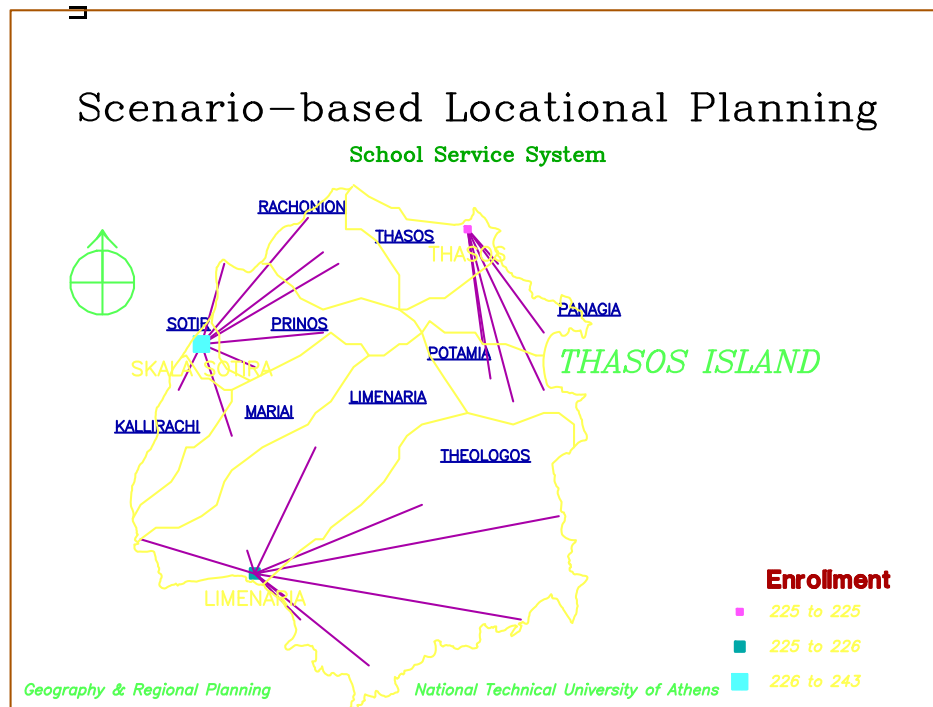 Scenario-based Locational Planning
School Service System
RACHONION
THASOS
THASOS
PANAGIA
SOTIR
PRINOS
POTAMIA
THASOS ISLAND
SKALA SOTIRA
LIMENARIA
MARIAI
KALLIRACHI
THEOLOGOS
LIMENARIA
Enrollment
225 to 225
225 to 226
226 to 243
Geography & Regional Planning
National Technical University of Athens